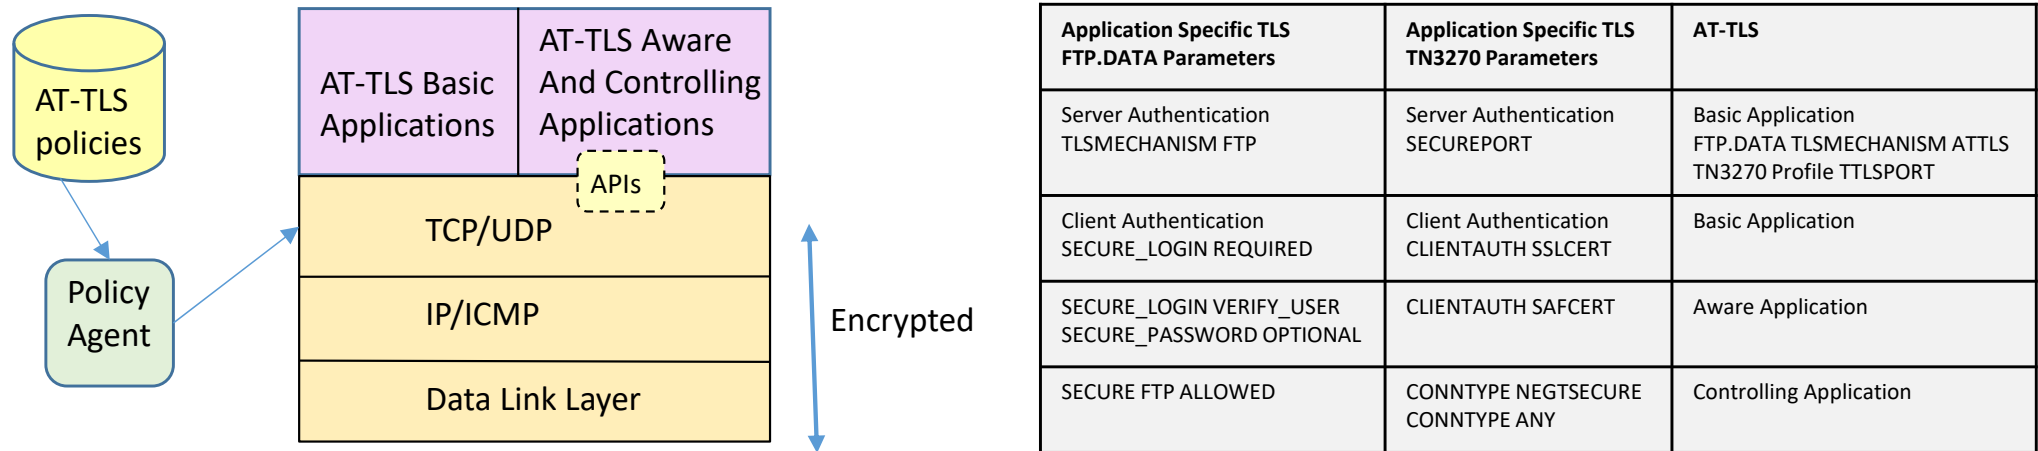 AT-TLS
policies
Policy
Agent
AT-TLS Basic
Applications
AT-TLS Aware
And Controlling
Applications
APIs
TCP/UDP
IP/ICMP
Data Link Layer
Encrypted
Application Specific TLS
FTP.DATA Parameters
Application Specific TLS
TN3270 Parameters
AT-TLS
Server Authentication
TLSMECHANISM FTP
Server Authentication
SECUREPORT
Basic Application
FTP.DATA TLSMECHANISM ATTLS
TN3270 Profile TTLSPORT
Client Authentication
SECURE_LOGIN REQUIRED
Client Authentication
CLIENTAUTH SSLCERT
Basic Application
SECURE_LOGIN VERIFY_USER
SECURE_PASSWORD OPTIONAL
CLIENTAUTH SAFCERT
Aware Application
SECURE FTP ALLOWED
CONNTYPE NEGTSECURE
CONNTYPE ANY
Controlling Application